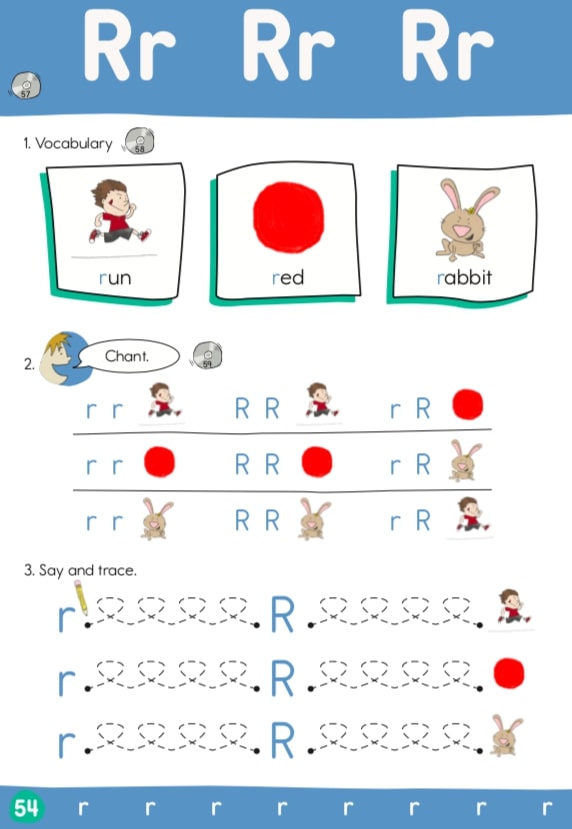 Rr Rr Rr
57
1. Vocabulary 58
run red rabbit
2. Chant. 59
r r R R r R
r r R R r R
r r R R r R
3. Say and trace.
r R
r R
r R
54 r r r r r r r r